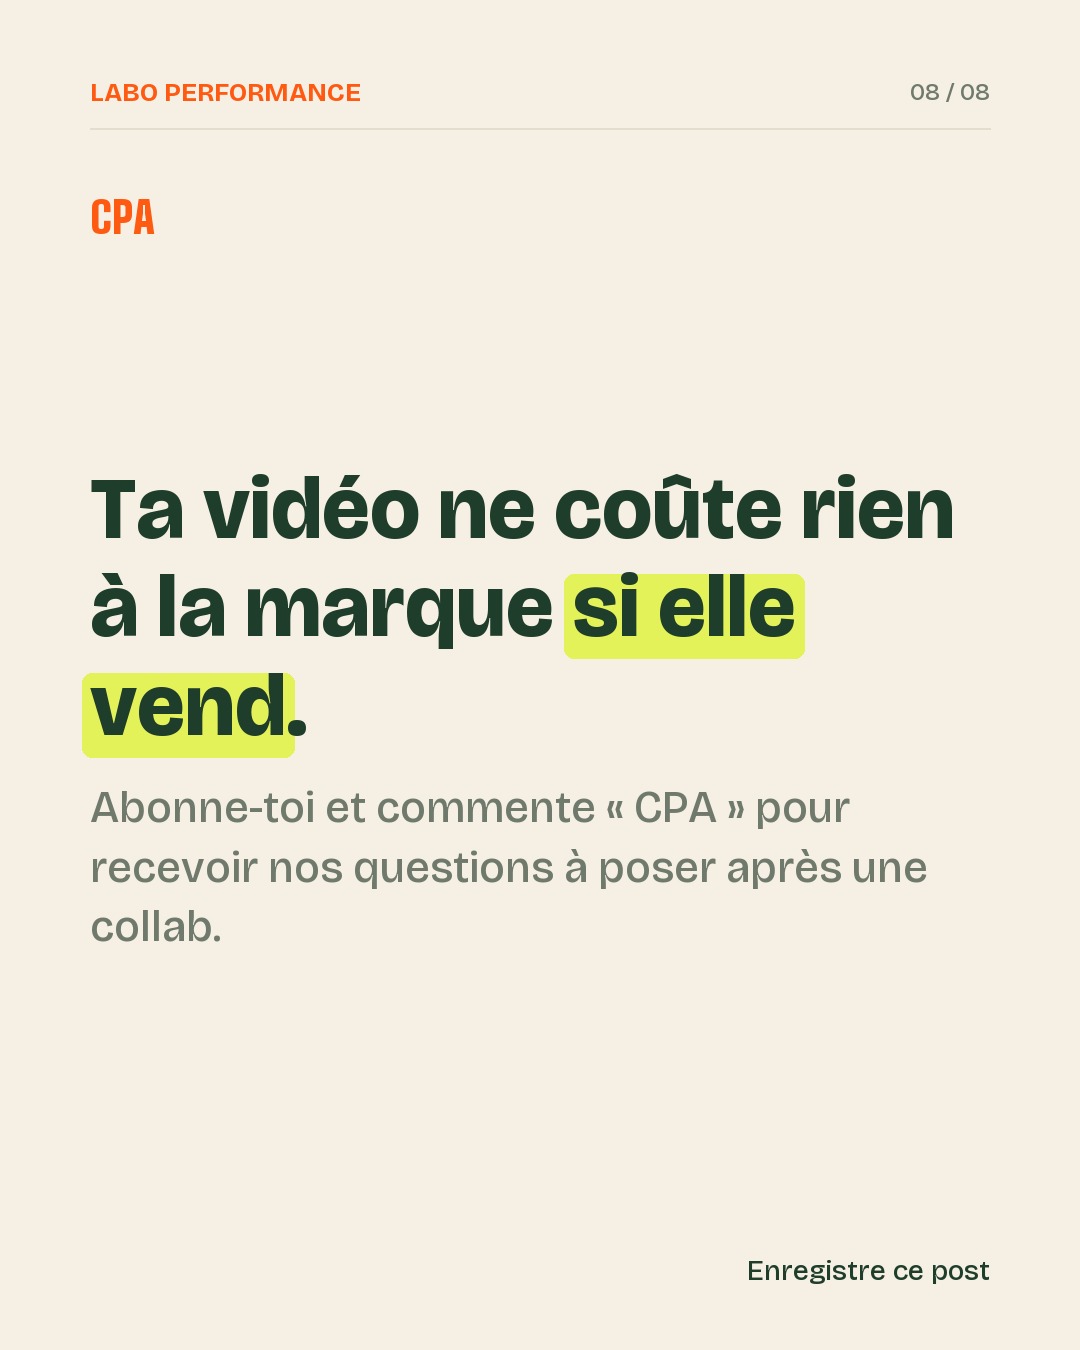 LABO PERFORMANCE
08 / 08
CPA
Ta vidéo ne coûte rien
à la marque si elle
vend.
Abonne-toi et commente « CPA » pour
recevoir nos questions à poser après une
collab.
Enregistre ce post